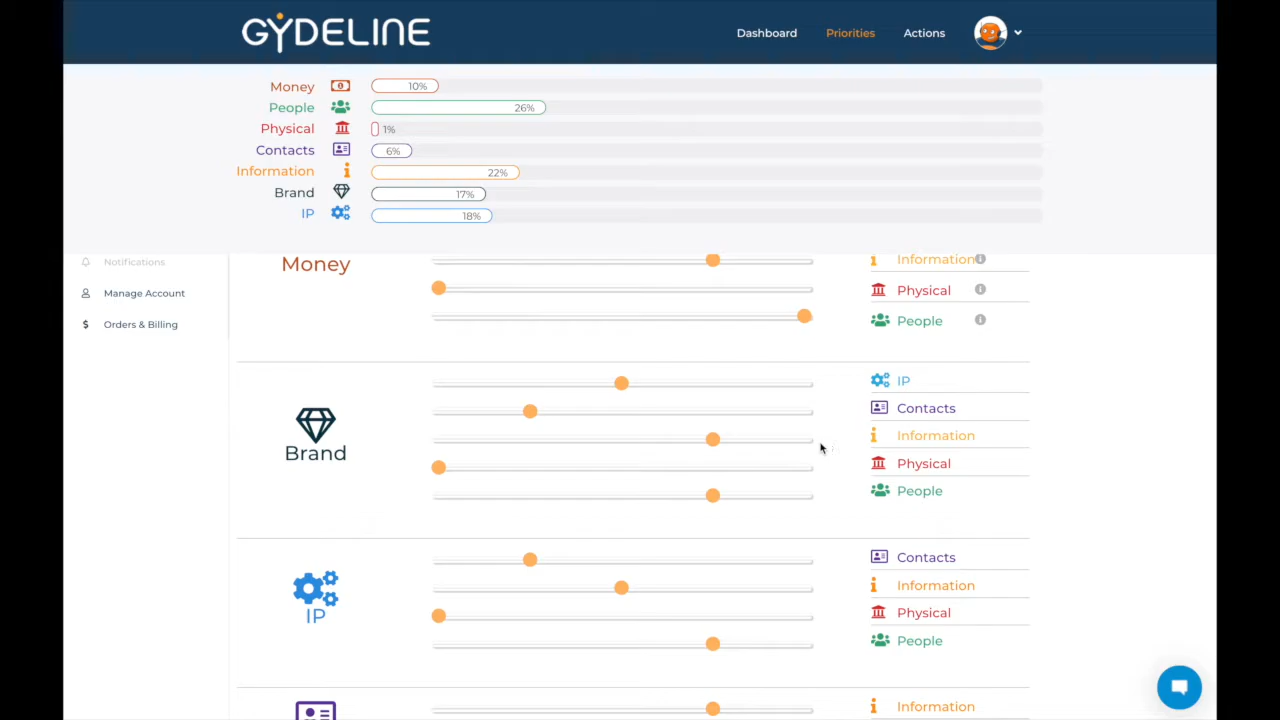 GYDELINE
Dashboard
Priorities
Actions
Money 10%
People 26%
Physical 1%
Contacts 6%
Information 22%
Brand 17%
IP 18%
Notifications
Manage Account
$ Orders & Billing
Money
Information
Physical
People
Brand
IP
Contacts
Information
Physical
People
IP
Contacts
Information
Physical
People
Information